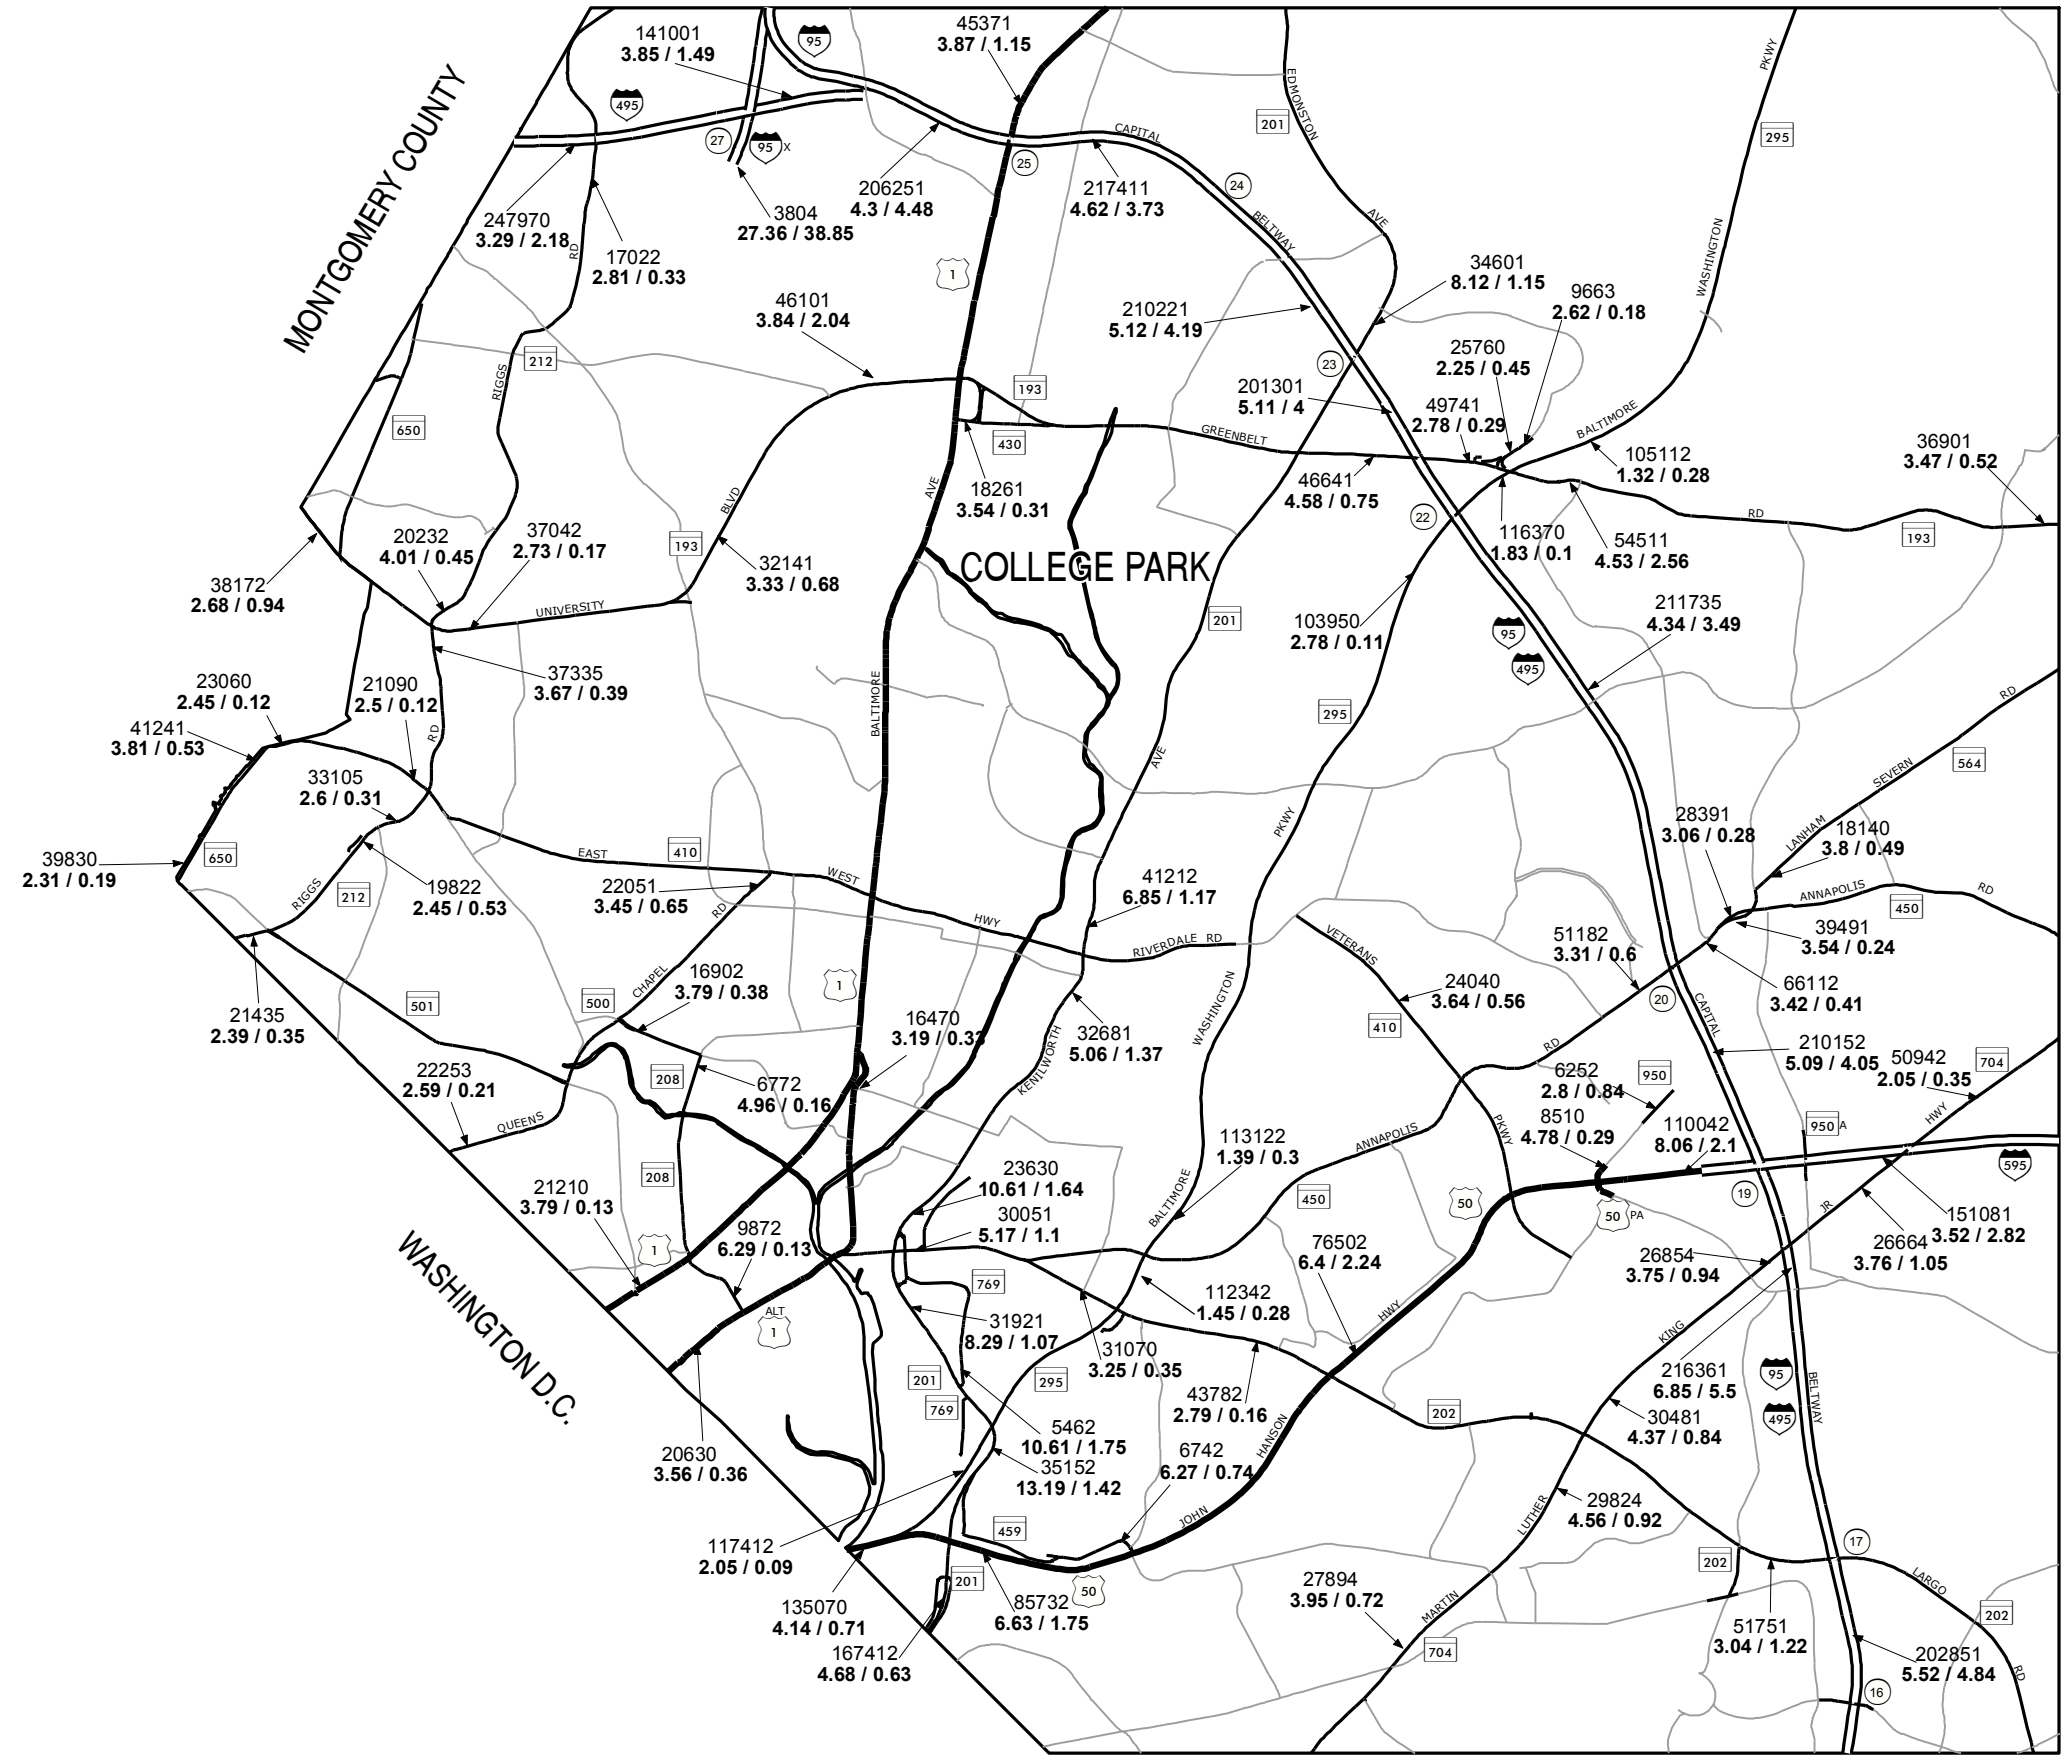 141001
3.85 / 1.49
95
45371
3.87 / 1.15
PKWY
EDMONSTON
201
295
495
27
95
X
CAPITAL
25
24
MONTGOMERY COUNTY
247970
3.29 / 2.18
RD
3804
27.36 / 38.85
206251
4.3 / 4.48
217411
4.62 / 3.73
BELTWAY
AVE
WASHINGTON
17022
2.81 / 0.33
1
34601
8.12 / 1.15
9663
2.62 / 0.18
46101
3.84 / 2.04
210221
5.12 / 4.19
212
RIGGS
23
25760
2.25 / 0.45
193
201301
5.11 / 4
49741
2.78 / 0.29
BALTIMORE
650
430
GREENBELT
105112
1.32 / 0.28
36901
3.47 / 0.52
BLVD
AVE
18261
3.54 / 0.31
46641
4.58 / 0.75
22
RD
193
20232
4.01 / 0.45
37042
2.73 / 0.17
193
32141
3.33 / 0.68
COLLEGE PARK
116370
1.83 / 0.1
54511
4.53 / 2.56
38172
2.68 / 0.94
UNIVERSITY
201
103950
2.78 / 0.11
95
495
211735
4.34 / 3.49
37335
3.67 / 0.39
23060
2.45 / 0.12
21090
2.5 / 0.12
BALTIMORE
295
RD
41241
3.81 / 0.53
RD
AVE
564
SEVERN
33105
2.6 / 0.31
PKWY
28391
3.06 / 0.28
LANHAM
18140
3.8 / 0.49
39830
2.31 / 0.19
650
EAST
410
WEST
RIGGS
212
19822
2.45 / 0.53
22051
3.45 / 0.65
RD
HWY
41212
6.85 / 1.17
ANNAPOLIS
RD
450
RIVERDALE RD
VETERANS
51182
3.31 / 0.6
39491
3.54 / 0.24
CHAPEL
16902
3.79 / 0.38
1
24040
3.64 / 0.56
66112
3.42 / 0.41
501
500
20
CAPITAL
21435
2.39 / 0.35
16470
3.19 / 0.33
32681
5.06 / 1.37
WASHINGTON
410
RD
210152
5.09 / 4.05
50942
2.05 / 0.35
704
22253
2.59 / 0.21
208
6772
4.96 / 0.16
KENILWORTH
6252
2.8 / 0.84
950
HWY
QUEENS
113122
1.39 / 0.3
ANNAPOLIS
PKWY
8510
4.78 / 0.29
110042
8.06 / 2.1
950
A
208
23630
10.61 / 1.64
BALTIMORE
450
50
595
21210
3.79 / 0.13
9872
6.29 / 0.13
30051
5.17 / 1.1
50
PA
19
JR
151081
3.52 / 2.82
1
76502
6.4 / 2.24
26854
3.75 / 0.94
26664
3.76 / 1.05
WASHINGTON D.C.
769
112342
1.45 / 0.28
HWY
ALT
1
31921
8.29 / 1.07
KING
31070
3.25 / 0.35
216361
6.85 / 5.5
95
BELTWAY
201
295
43782
2.79 / 0.16
769
202
30481
4.37 / 0.84
495
20630
3.56 / 0.36
5462
10.61 / 1.75
HANSON
35152
13.19 / 1.42
6742
6.27 / 0.74
29824
4.56 / 0.92
LUTHER
JOHN
459
117412
2.05 / 0.09
17
202
LARGO
201
50
27894
3.95 / 0.72
135070
4.14 / 0.71
85732
6.63 / 1.75
MARTIN
202
51751
3.04 / 1.22
167412
4.68 / 0.63
704
202851
5.52 / 4.84
RD
16